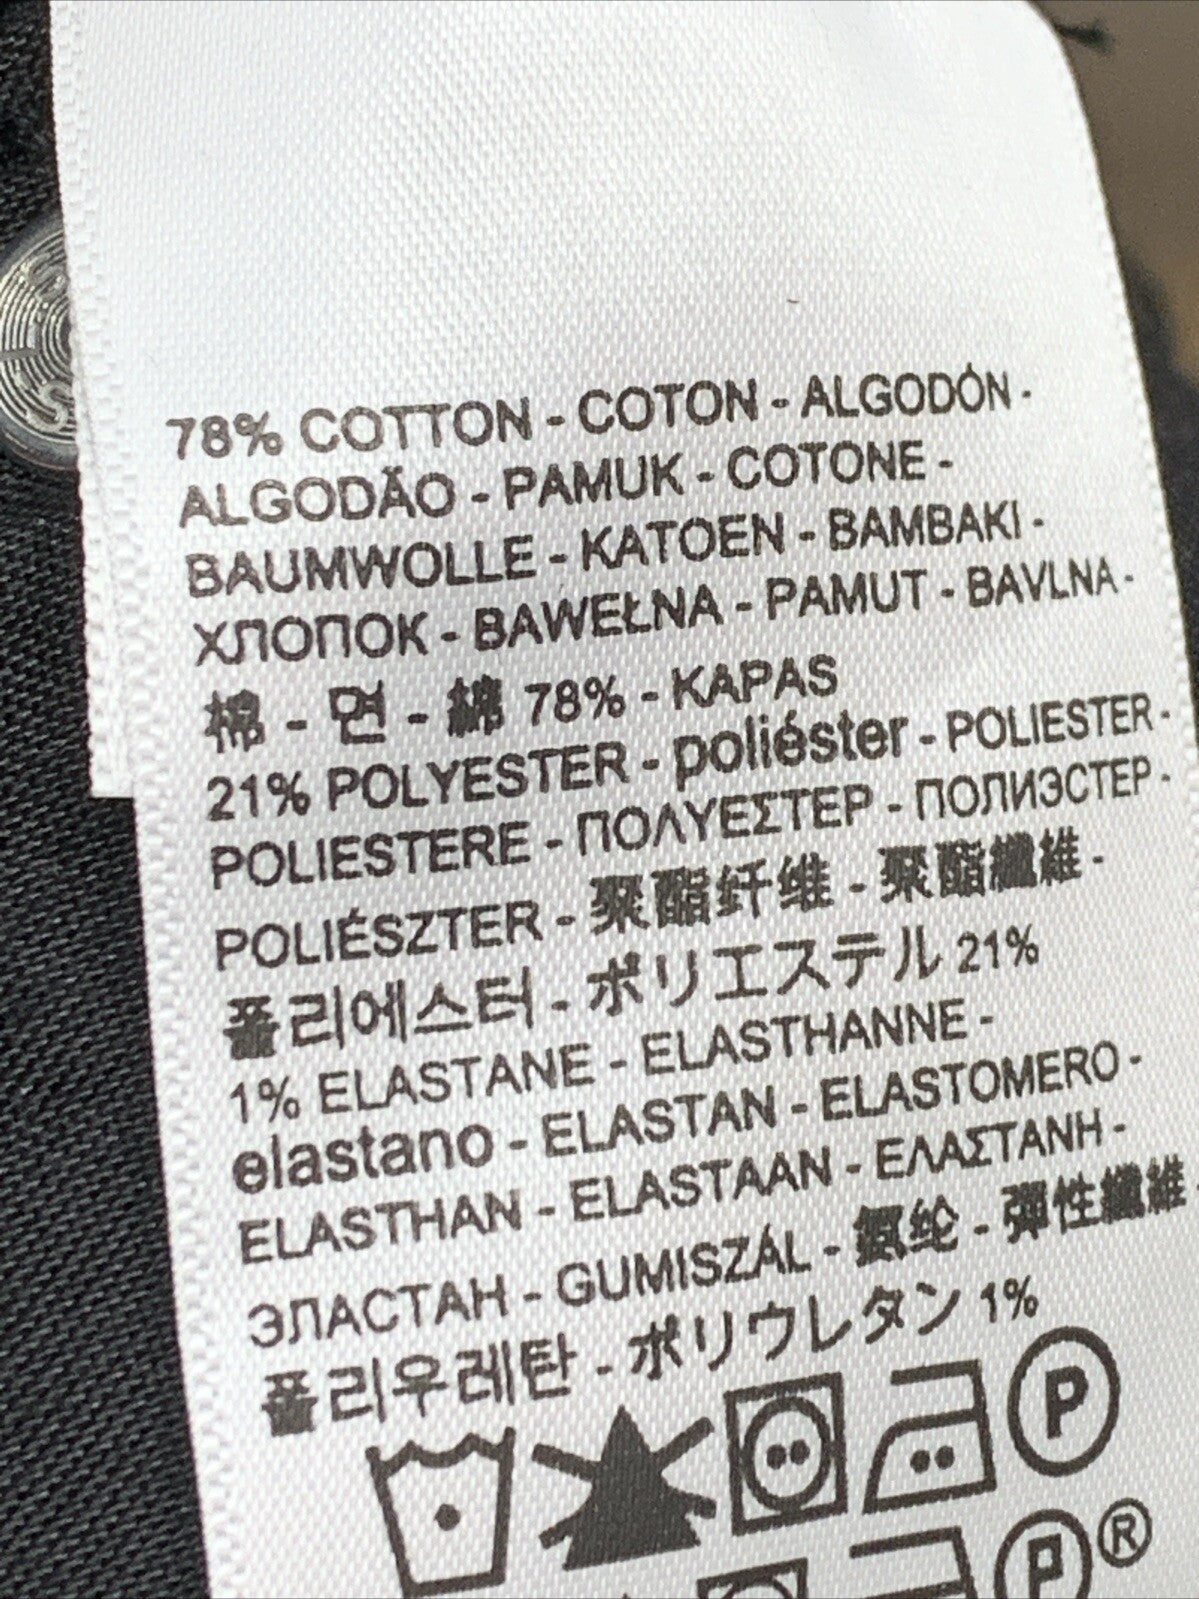 78% COTTON - COTON - ALGODÓN -
ALGODÃO - PAMUK - COTONE -
BAUMWOLLE - KATOEN - BAMBAKI -
ХЛОПОК - BAWEŁNA - PAMUT - BAVLNA -
棉 - 면 - 綿 78% - KAPAS
21% POLYESTER - poliéster - POLIESTER -
POLIESTERE - ΠΟΛΥΕΣΤΕΡ - ПОЛИЭСТЕР -
POLIÉSZTER - 聚酯纤维 - 聚酯纖維 -
폴리에스터 - ポリエステル 21%
1% ELASTANE - ELASTHANNE -
elastano - ELASTAN - ELASTOMERO -
ELASTHAN - ELASTAAN - ΕΛΑΣΤΑΝΗ -
ЭЛАСТАН - GUMISZÁL - 氨纶 - 彈性纖維 -
폴리우레탄 - ポリウレタン 1%
P
P ®